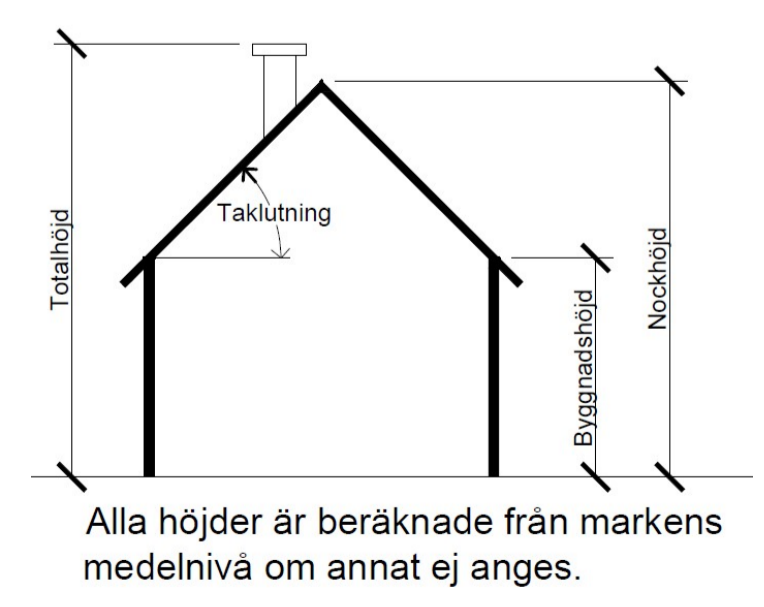 Totalhöjd
Taklutning
Byggnadshöjd
Nockhöjd
Alla höjder är beräknade från markens
medelnivå om annat ej anges.